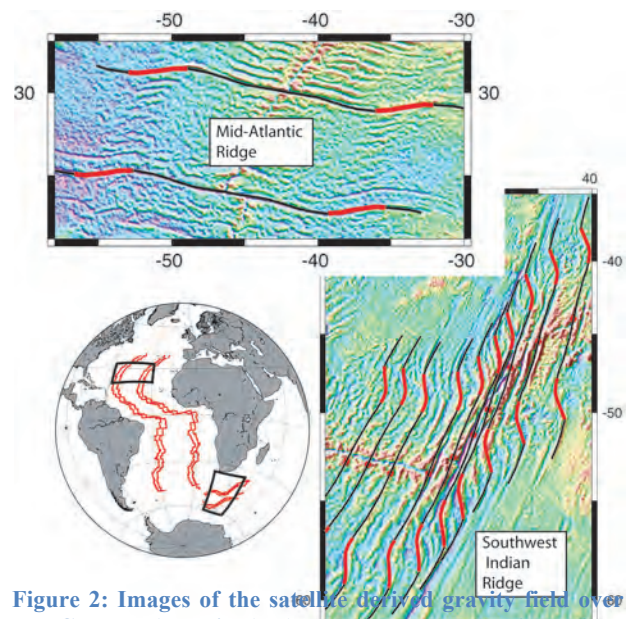 -50 -40 -30
30 30
Mid-Atlantic
Ridge
-50 -40 -30
40
-40
-50
Southwest
Indian
Ridge
Figure 2: Images of the satellite derived gravity field over